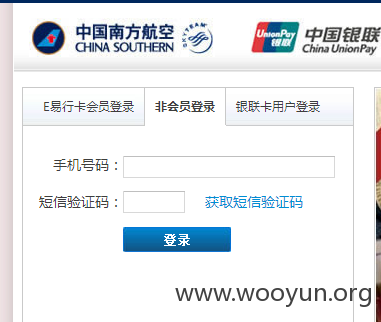 中国南方航空
CHINA SOUTHERN
SKYTEAM
UnionPay
银联
中国银联
China UnionPay
E易行卡会员登录
非会员登录
银联卡用户登录
手机号码：
短信验证码：
获取短信验证码
登录
www.wooyun.org